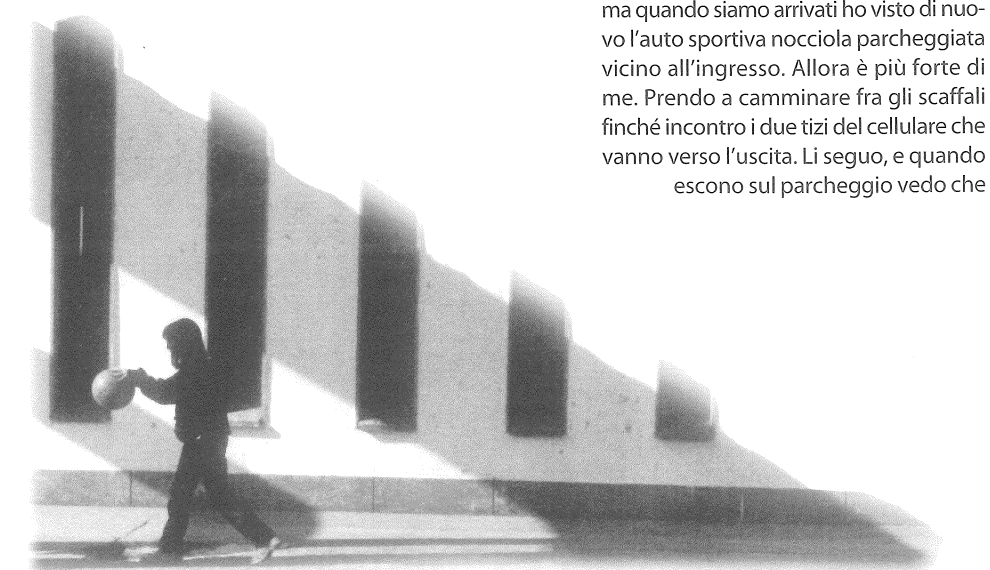 ma quando siamo arrivati ho visto di nuo-
vo l'auto sportiva nocciola parcheggiata
vicino all'ingresso. Allora è più forte di
me. Prendo a camminare fra gli scaffali
finché incontro i due tizi del cellulare che
vanno verso l'uscita. Li seguo, e quando
escono sul parcheggio vedo che